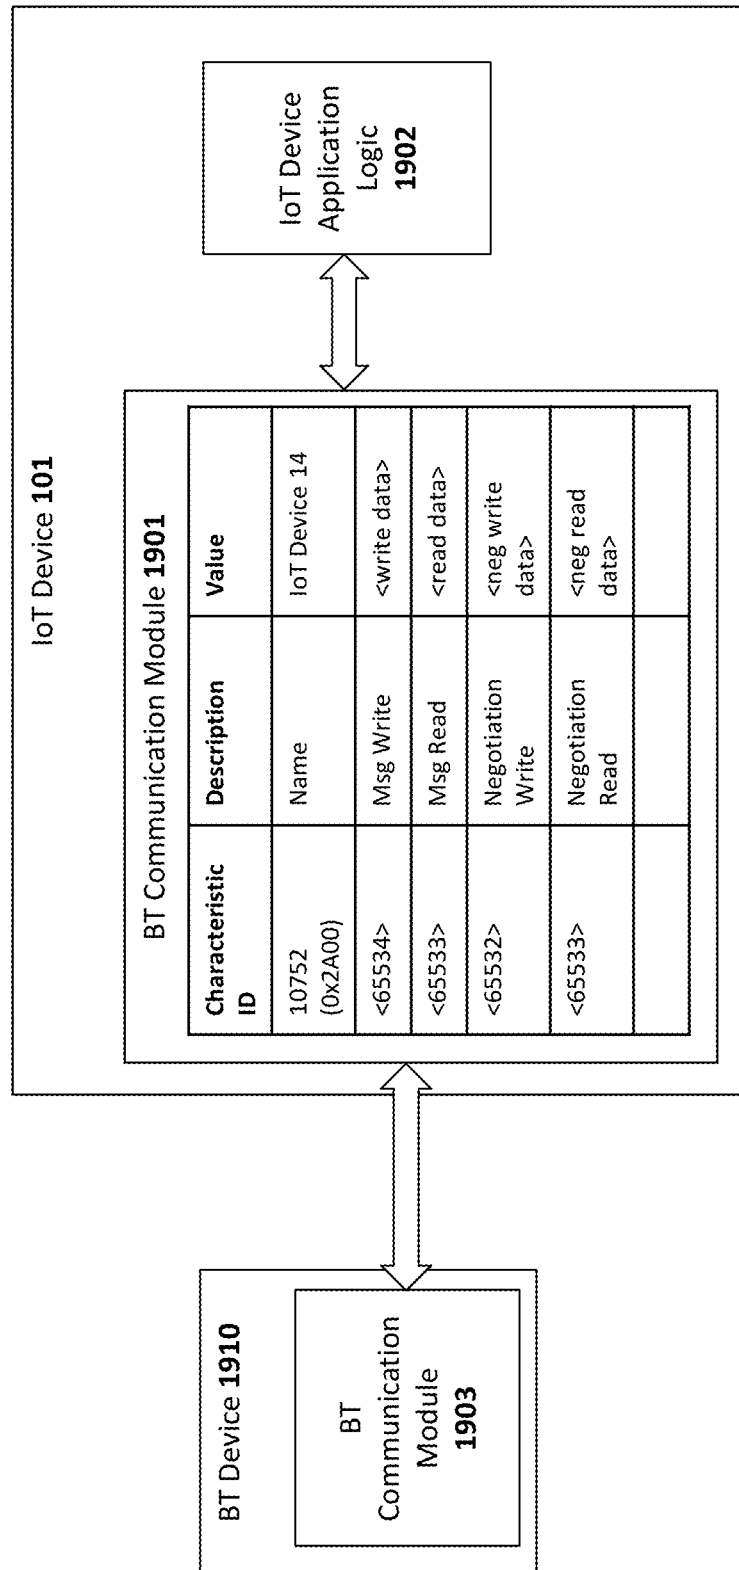 BT Device 1910
BT
Communication
Module
1903
IoT Device 101
BT Communication Module 1901
Characteristic
ID
Description
Value
10752
(0x2A00)
Name
IoT Device 14
<65534>
Msg Write
<write data>
<65533>
Msg Read
<read data>
<65532>
Negotiation
Write
<neg write
data>
<65533>
Negotiation
Read
<neg read
data>
IoT Device
Application
Logic
1902